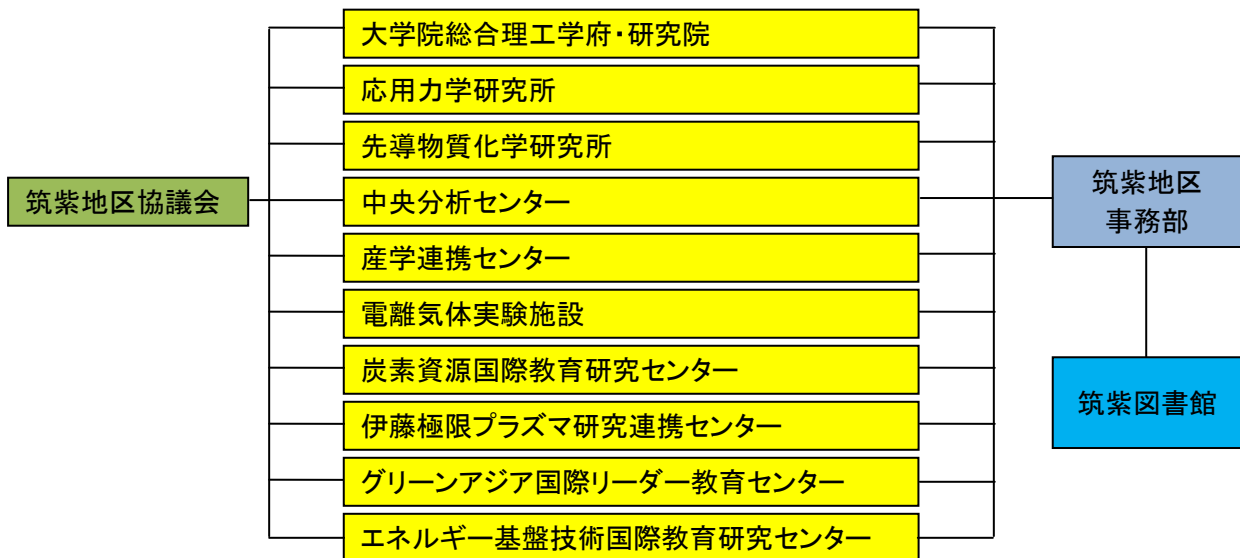 大学院総合理工学府・研究院
応用力学研究所
先導物質化学研究所
中央分析センター
産学連携センター
電離気体実験施設
炭素資源国際教育研究センター
伊藤極限プラズマ研究連携センター
グリーンアジア国際リーダー教育センター
エネルギー基盤技術国際教育研究センター
筑紫地区協議会
筑紫地区
事務部
筑紫図書館